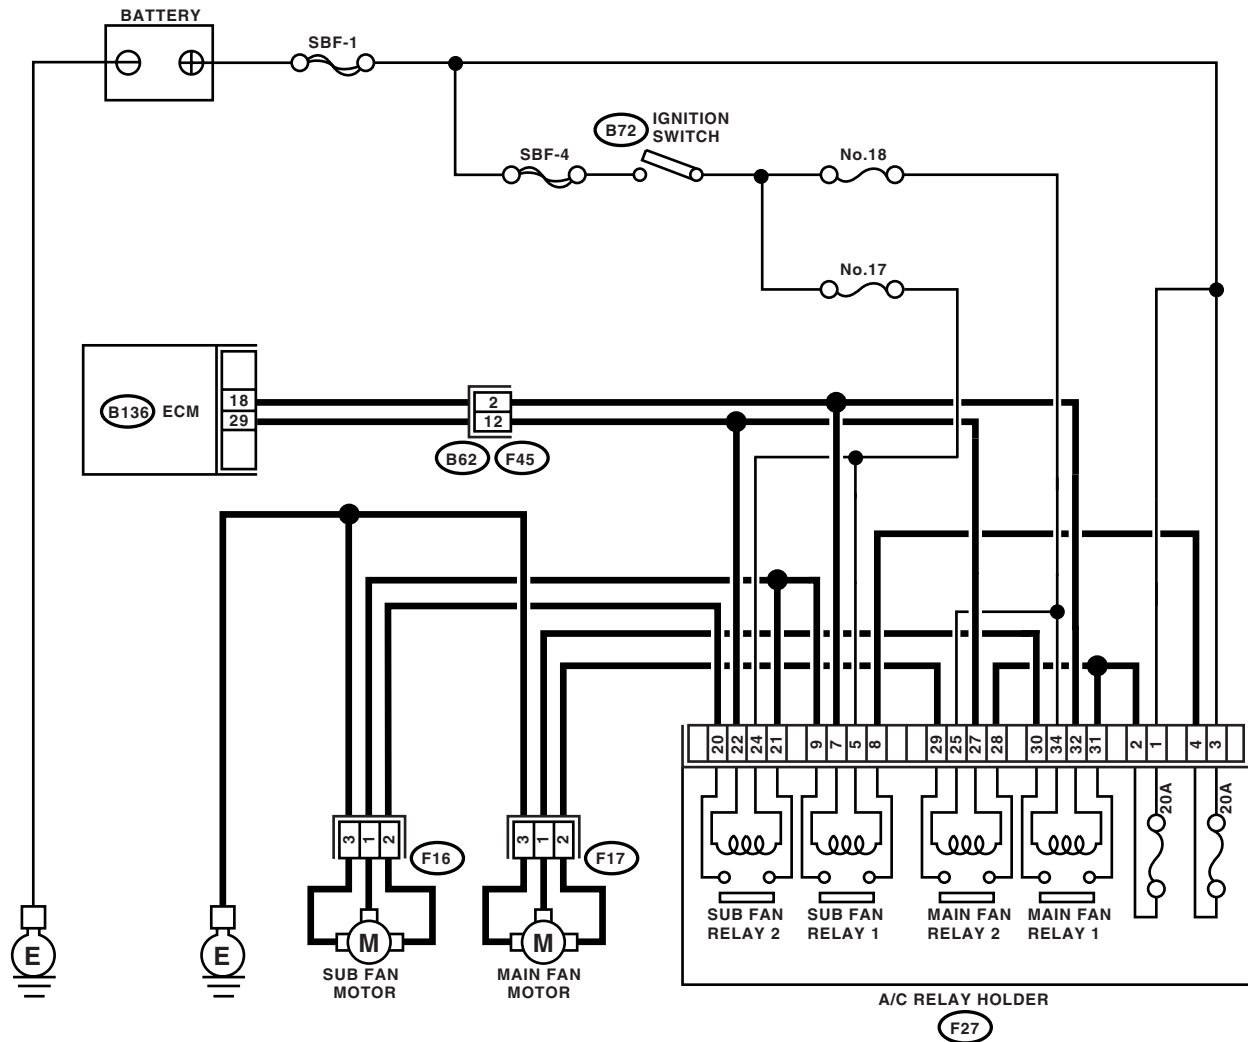 BATTERY
SBF-1
B72
IGNITION
SWITCH
SBF-4
No.18
No.17
B136
ECM
18
29
2
12
B62
F45
20
22
24
21
9
7
5
8
29
25
27
28
30
34
32
31
2
1
4
3
20A
20A
3
1
2
F16
3
1
2
F17
SUB FAN
RELAY 2
SUB FAN
RELAY 1
MAIN FAN
RELAY 2
MAIN FAN
RELAY 1
E
E
M
M
SUB FAN
MOTOR
MAIN FAN
MOTOR
A/C RELAY HOLDER
F27